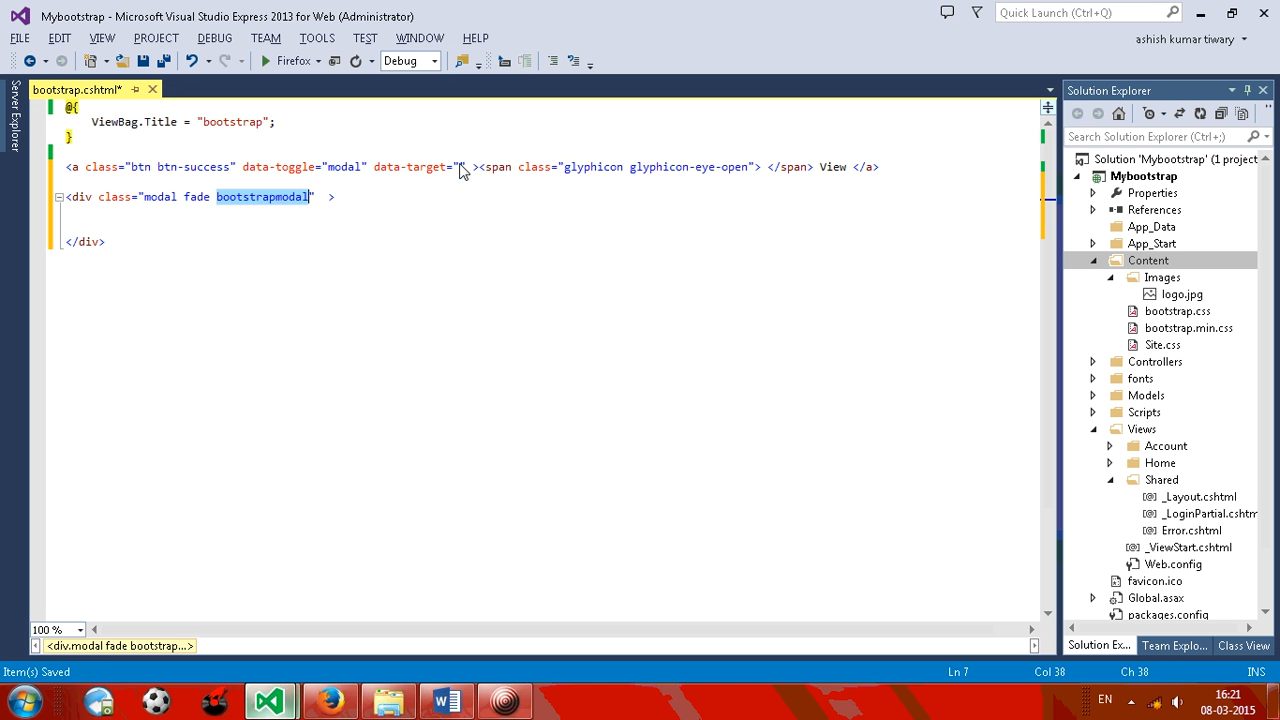 Mybootstrap - Microsoft Visual Studio Express 2013 for Web (Administrator)
Quick Launch (Ctrl+Q)
FILE EDIT VIEW PROJECT DEBUG TEAM TOOLS TEST WINDOW HELP
ashish kumar tiwary
Firefox
Debug
Server Explorer
bootstrap.cshtml*
@{
ViewBag.Title = "bootstrap";
}
<a class="btn btn-success" data-toggle="modal" data-target="" ><span class="glyphicon glyphicon-eye-open"> </span> View </a>
<div class="modal fade bootstrapmodal" >
</div>
100 %
<div.modal fade bootstrap...>
Solution Explorer
Search Solution Explorer (Ctrl+;)
Solution 'Mybootstrap' (1 project
Mybootstrap
Properties
References
App_Data
App_Start
Content
Images
logo.jpg
bootstrap.css
bootstrap.min.css
Site.css
Controllers
fonts
Models
Scripts
Views
Account
Home
Shared
_Layout.cshtml
_LoginPartial.cshtm
Error.cshtml
_ViewStart.cshtml
Web.config
favicon.ico
Global.asax
packages.config
Solution Ex... Team Explo... Class View
Item(s) Saved
Ln 7
Col 38
Ch 38
INS
EN
16:21
08-03-2015